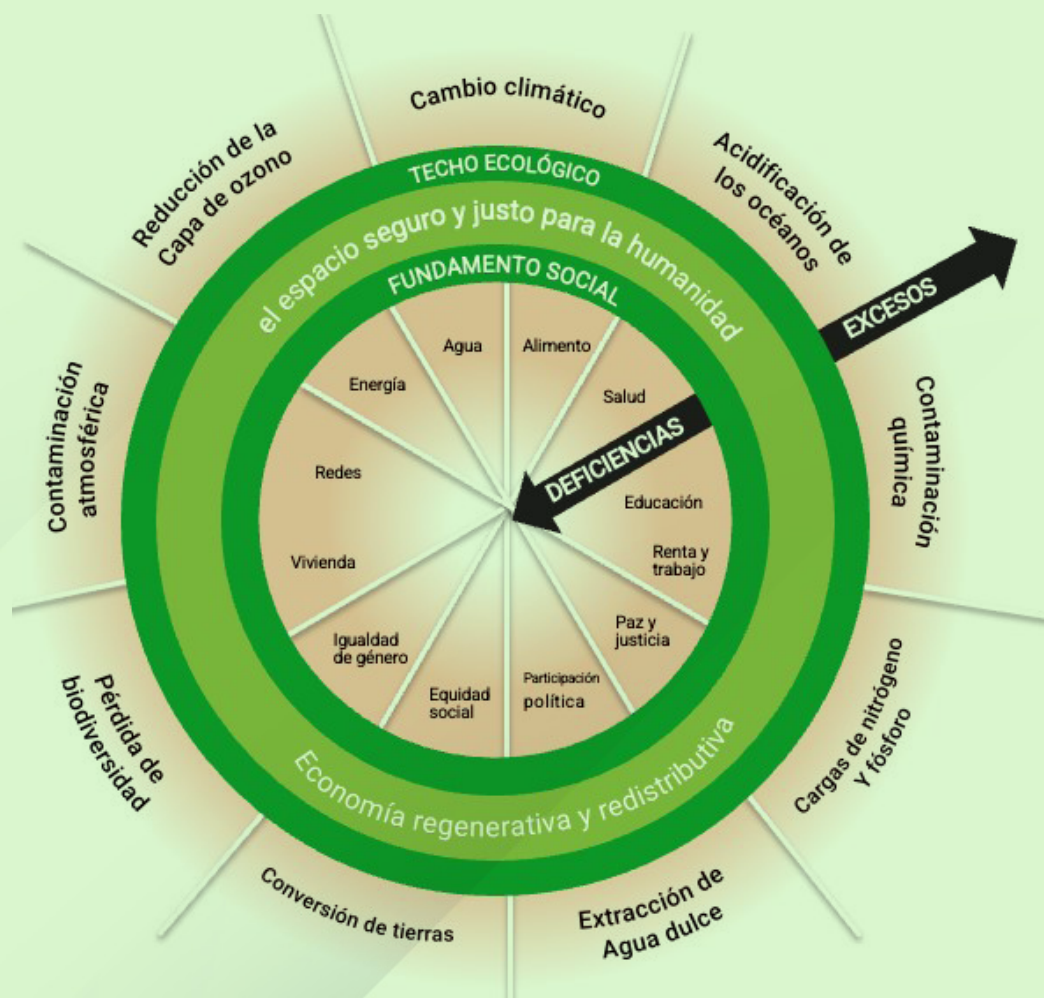 Cambio climático
Acidificación de
los océanos
EXCESOS
Contaminación
química
Cargas de nitrógeno
Y fósforo
Extracción de
Agua dulce
Conversión de tierras
Pérdida de
biodiversidad
Contaminación
atmosférica
Reducción de la
Capa de ozono
TECHO ECOLÓGICO
el espacio seguro y justo para la humanidad
FUNDAMENTO SOCIAL
Agua
Alimento
Salud
DEFICIENCIAS
Educación
Renta y
trabajo
Paz y
justicia
Participación
política
Equidad
social
Igualdad
de género
Vivienda
Redes
Energía
Economía regenerativa y redistributiva